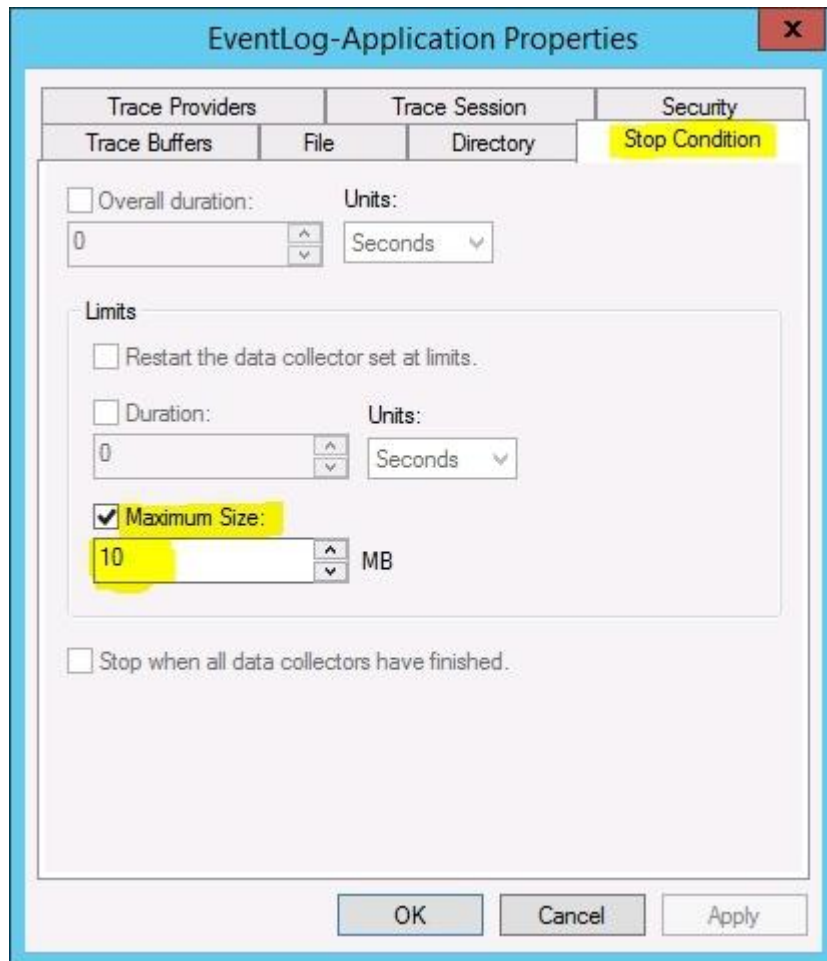 EventLog-Application Properties
x
Trace Providers Trace Session Security
Trace Buffers File Directory Stop Condition
Overall duration: Units:
0 Seconds
Limits
Restart the data collector set at limits.
Duration: Units:
0 Seconds
Maximum Size:
10 MB
Stop when all data collectors have finished.
OK Cancel Apply